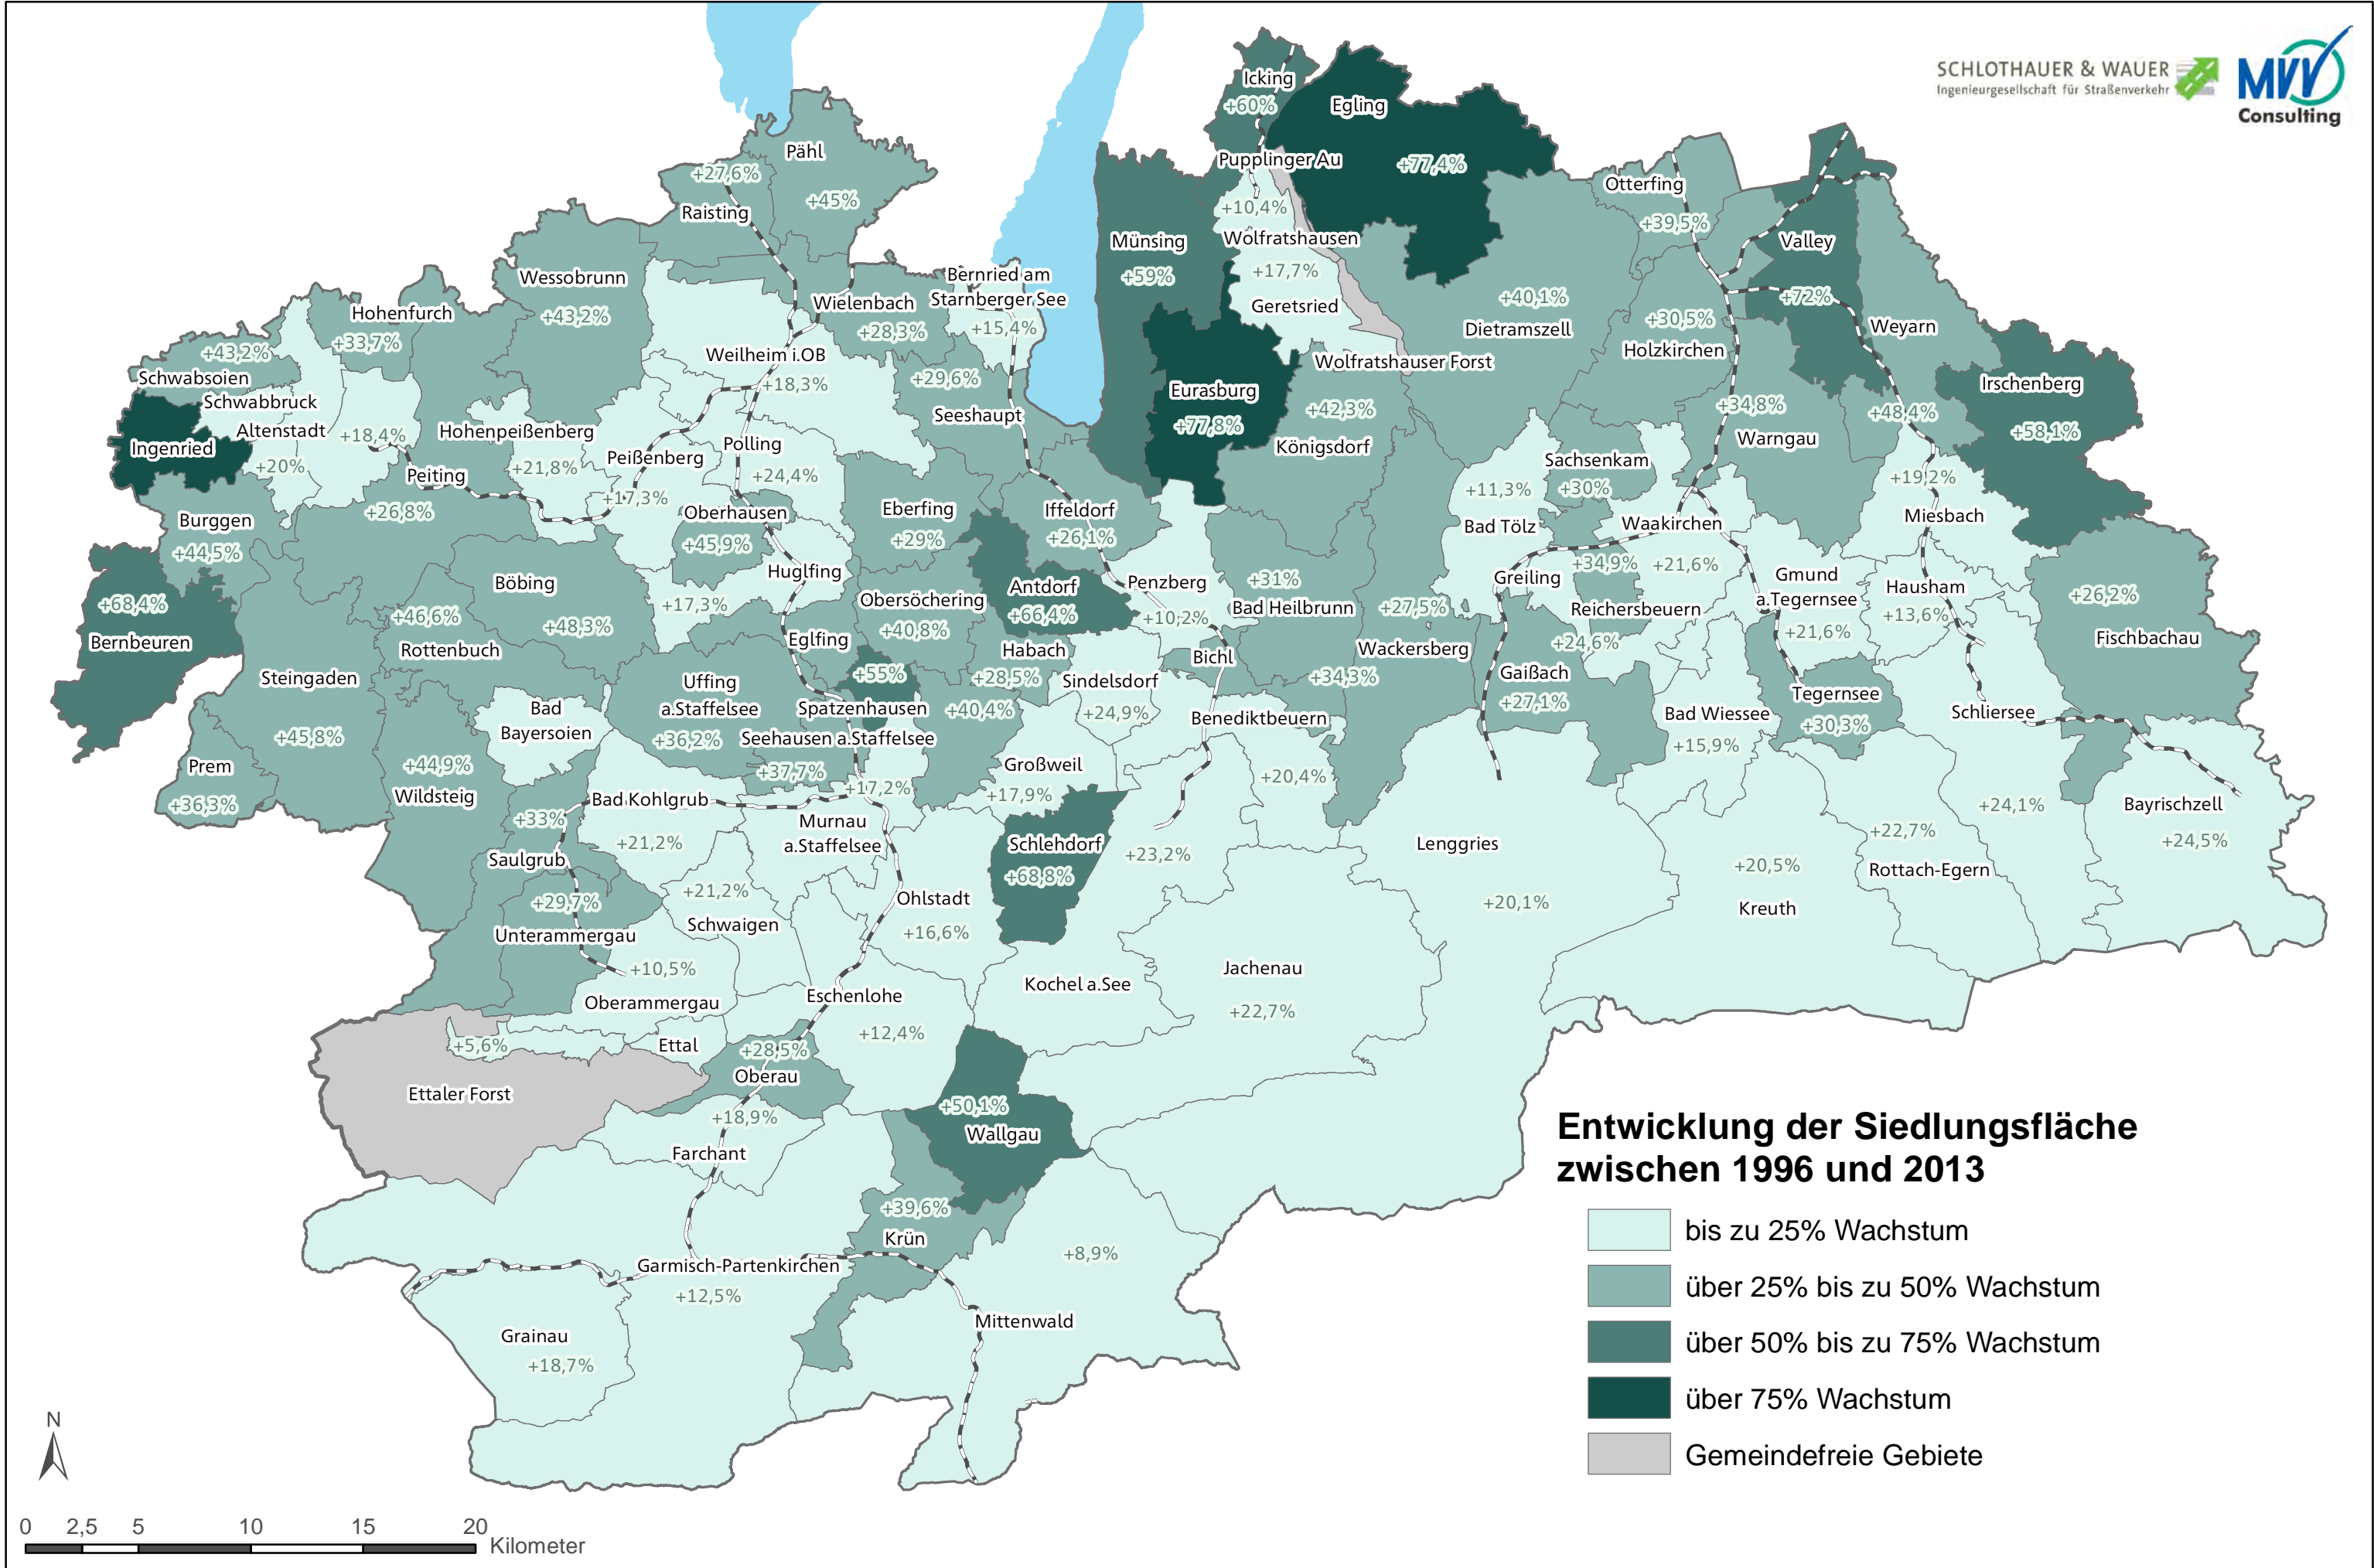 SCHLOTHAUER & WAUER
Ingenieurgesellschaft für Straßenverkehr
MVV
Consulting
Icking
+60%
Egling
+77,4%
Pupplinger Au
+10,4%
Wolfratshausen
+17,7%
Geretsried
Münsing
+59%
Pähl
+45%
+27,6%
Raisting
Otterfing
+39,5%
Valley
+72%
Weyarn
+48,4%
Wessobrunn
+43,2%
Hohenfurch
+33,7%
+43,2%
Schwabsoien
Schwabbruck
Altenstadt
+20%
+18,4%
Ingenried
Wielenbach
+28,3%
Bernried am
Starnberger See
+15,4%
Weilheim i.OB
+18,3%
+29,6%
Seeshaupt
Eurasburg
+77,8%
Wolfratshauser Forst
+42,3%
Königsdorf
+40,1%
Dietramszell
+30,5%
Holzkirchen
+34,8%
Warngau
Irschenberg
+58,1%
Hohenpeißenberg
+21,8%
Peißenberg
+17,3%
Polling
+24,4%
Peiting
+26,8%
Oberhausen
+45,9%
Huglfing
+17,3%
Eberfing
+29%
Iffeldorf
+26,1%
Sachsenkam
+30%
+11,3%
Bad Tölz
Waakirchen
+21,6%
+19,2%
Miesbach
Burggen
+44,5%
+68,4%
Bernbeuren
Böbing
+48,3%
+46,6%
Rottenbuch
Steingaden
+45,8%
Obersöchering
+40,8%
Antdorf
+66,4%
Penzberg
+10,2%
+31%
Bad Heilbrunn
+27,5%
Wackersberg
Greiling
+34,9%
Reichersbeuern
+24,6%
Gaißach
+27,1%
Gmund
a.Tegernsee
+21,6%
Hausham
+13,6%
+26,2%
Fischbachau
Eglfing
+55%
Spatzenhausen
Habach
+28,5%
Sindelsdorf
+24,9%
Bichl
+34,3%
Benediktbeuern
+20,4%
Uffing
a.Staffelsee
+36,2%
Seehausen a.Staffelsee
+37,7%
+40,4%
+17,2%
Murnau
a.Staffelsee
Großweil
+17,9%
Bad Wiessee
+15,9%
Tegernsee
+30,3%
Schliersee
+24,1%
Bayrischzell
+24,5%
Prem
+36,3%
+44,9%
Wildsteig
Bad
Bayersoien
+33%
Saulgrub
Bad Kohlgrub
+21,2%
+21,2%
Schwaigen
Ohlstadt
+16,6%
Schlehdorf
+68,8%
+23,2%
Kochel a.See
Jachenau
+22,7%
Lenggries
+20,1%
+20,5%
Kreuth
+22,7%
Rottach-Egern
+29,7%
Unterammergau
+10,5%
Oberammergau
Eschenlohe
+12,4%
+5,6%
Ettal
Ettaler Forst
+28,5%
Oberau
+18,9%
Farchant
+50,1%
Wallgau
+39,6%
Krün
+8,9%
Mittenwald
Garmisch-Partenkirchen
+12,5%
Grainau
+18,7%
Entwicklung der Siedlungsfläche
zwischen 1996 und 2013
bis zu 25% Wachstum
über 25% bis zu 50% Wachstum
über 50% bis zu 75% Wachstum
über 75% Wachstum
Gemeindefreie Gebiete
N
0 2,5 5 10 15 20
Kilometer